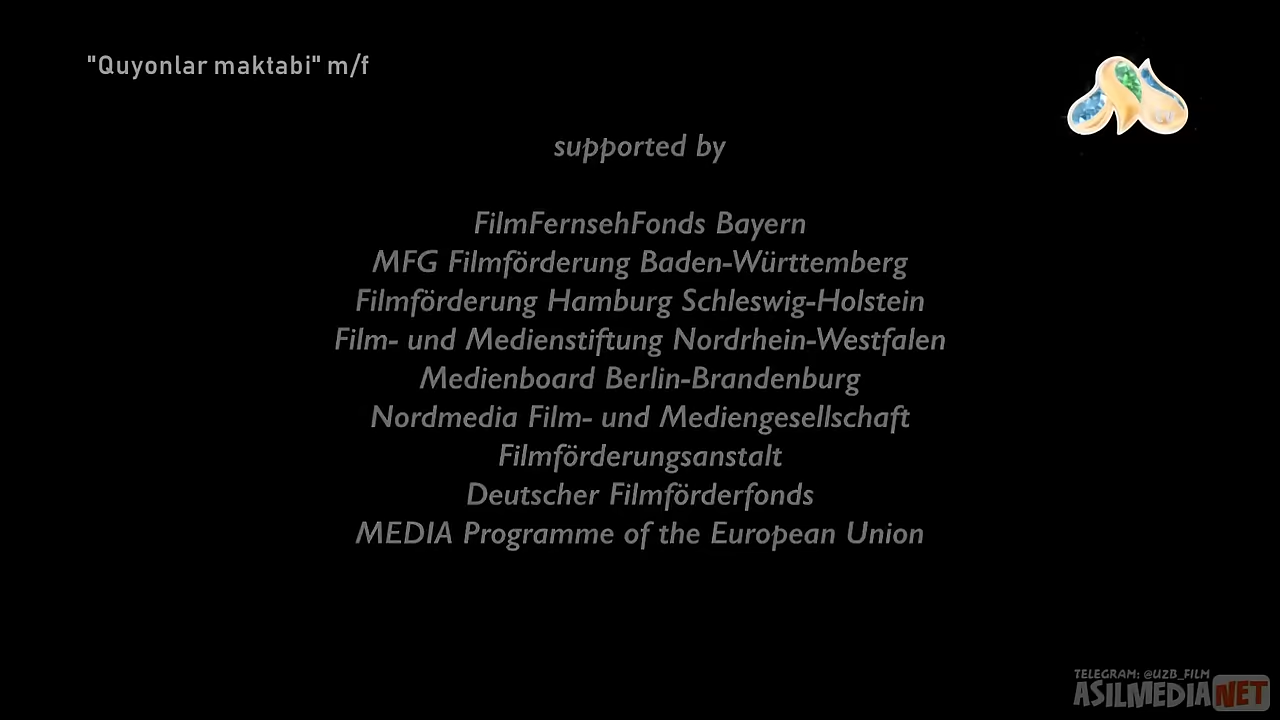 "Quyonlar maktabi" m/f
supported by
FilmFernsehFonds Bayern
MFG Filmförderung Baden-Württemberg
Filmförderung Hamburg Schleswig-Holstein
Film- und Medienstiftung Nordrhein-Westfalen
Medienboard Berlin-Brandenburg
Nordmedia Film- und Mediengesellschaft
Filmförderungsanstalt
Deutscher Filmförderfonds
MEDIA Programme of the European Union
TELEGRAM: @UZB_FILM
ASILMEDIA NET